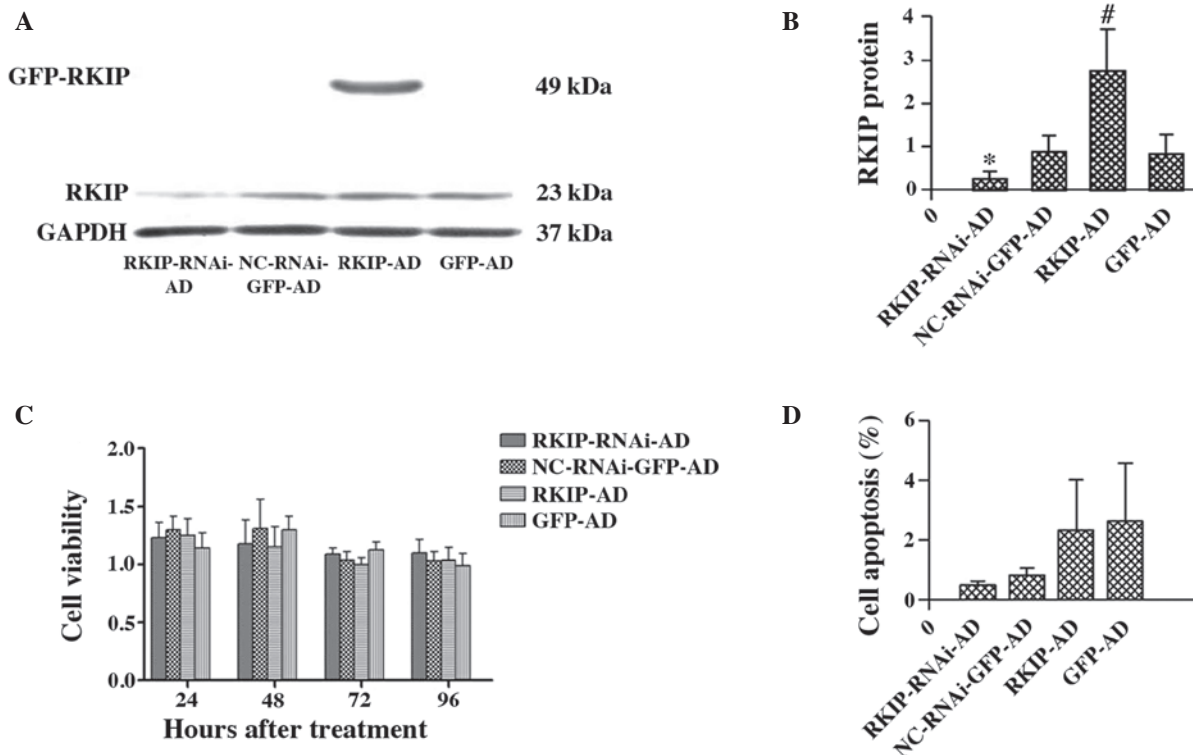 A
GFP-RKIP
49 kDa
RKIP
23 kDa
GAPDH
37 kDa
RKIP-RNAi-
AD
NC-RNAi-
GFP-AD
RKIP-AD
GFP-AD
B
RKIP protein
4
3
2
1
0
*
#
0
RKIP-RNAi-AD
NC-RNAi-GFP-AD
RKIP-AD
GFP-AD
C
Cell viability
2.0
1.5
1.0
0.5
0.0
24
48
72
96
Hours after treatment
RKIP-RNAi-AD
NC-RNAi-GFP-AD
RKIP-AD
GFP-AD
D
Cell apoptosis (%)
6
4
2
0
0
RKIP-RNAi-AD
NC-RNAi-GFP-AD
RKIP-AD
GFP-AD